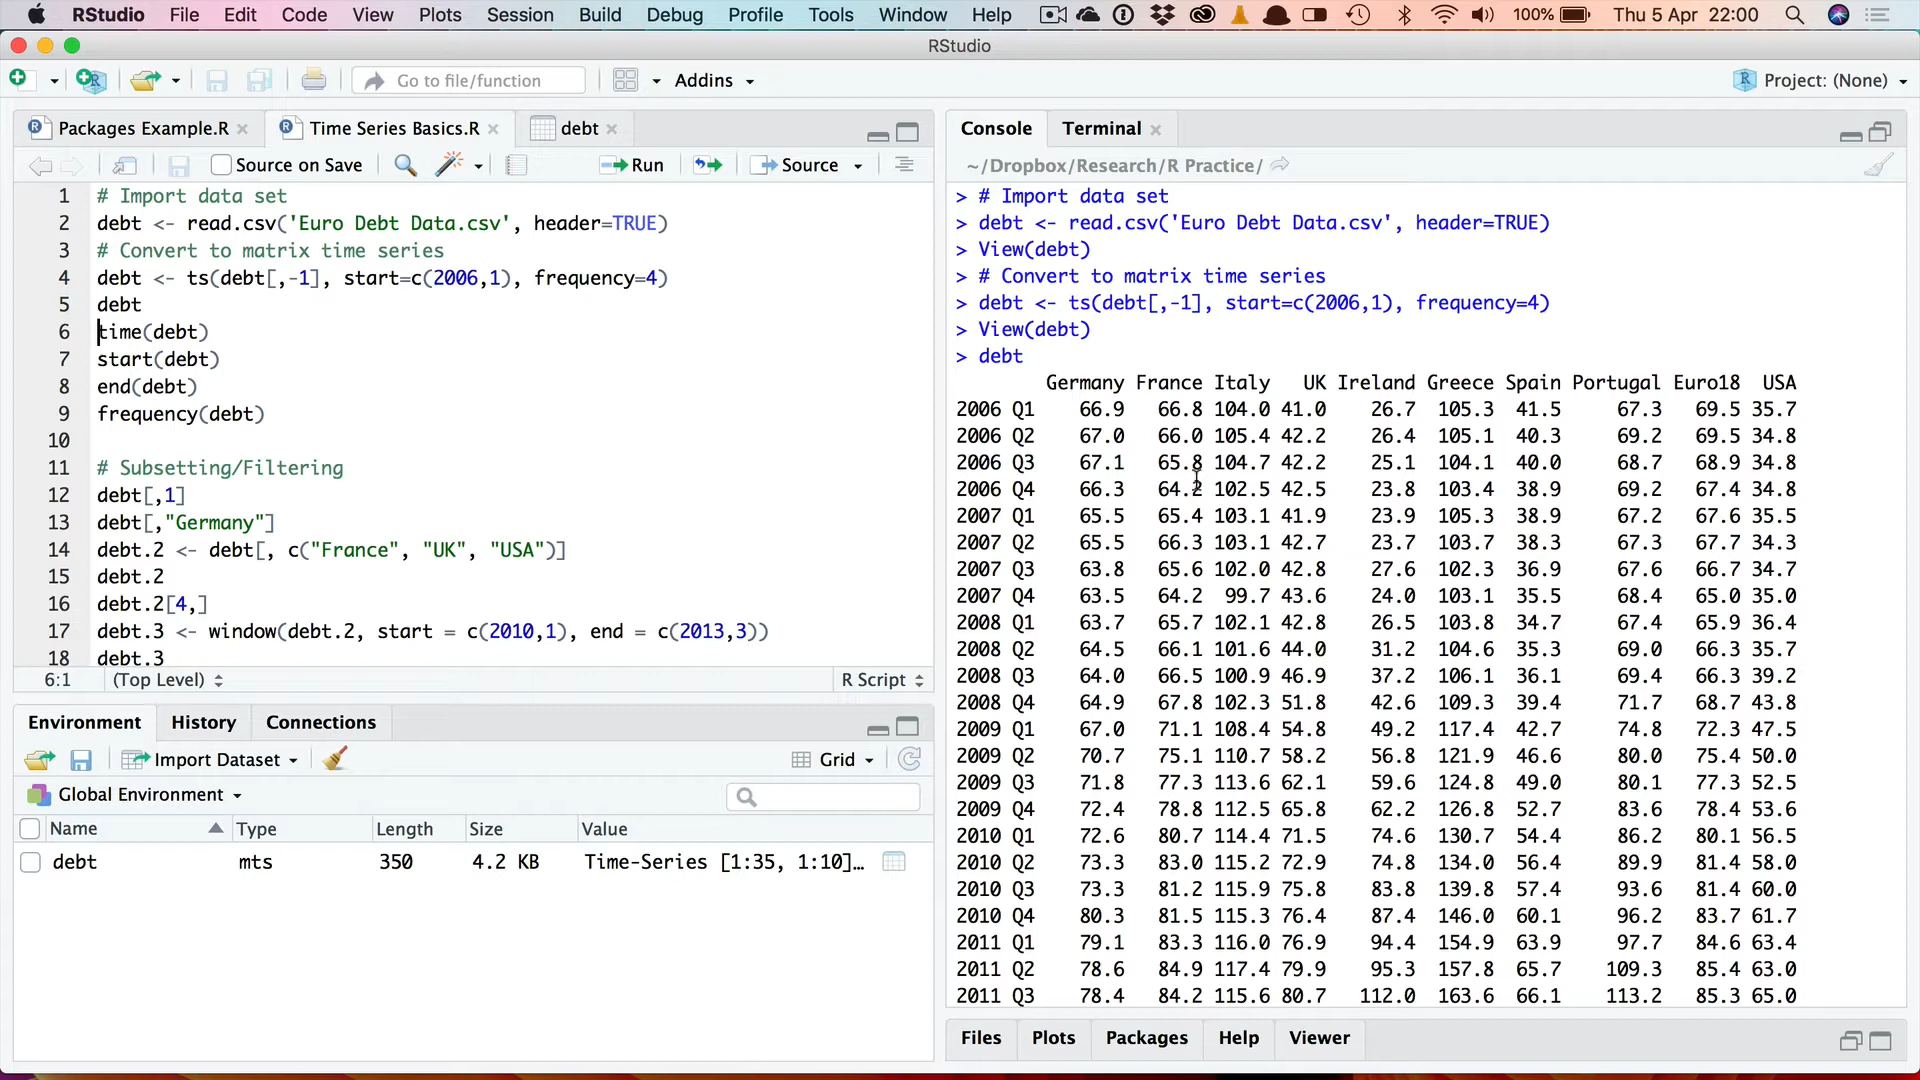 RStudio File Edit Code View Plots Session Build Debug Profile Tools Window Help 100% Thu 5 Apr 22:00
RStudio
Go to file/function Addins Project: (None)
Packages Example.R Time Series Basics.R debt
Source on Save Run Source
1 # Import data set
2 debt <- read.csv('Euro Debt Data.csv', header=TRUE)
3 # Convert to matrix time series
4 debt <- ts(debt[,-1], start=c(2006,1), frequency=4)
5 debt
6 time(debt)
7 start(debt)
8 end(debt)
9 frequency(debt)
10
11 # Subsetting/Filtering
12 debt[,1]
13 debt[,"Germany"]
14 debt.2 <- debt[, c("France", "UK", "USA")]
15 debt.2
16 debt.2[4,]
17 debt.3 <- window(debt.2, start = c(2010,1), end = c(2013,3))
18 debt.3
6:1 (Top Level) R Script
Environment History Connections
Import Dataset Grid
Global Environment
Name Type Length Size Value
debt mts 350 4.2 KB Time-Series [1:35, 1:10]…
Console Terminal
~/Dropbox/Research/R Practice/
> # Import data set
> debt <- read.csv('Euro Debt Data.csv', header=TRUE)
> View(debt)
> # Convert to matrix time series
> debt <- ts(debt[,-1], start=c(2006,1), frequency=4)
> View(debt)
> debt
Germany France Italy UK Ireland Greece Spain Portugal Euro18 USA
2006 Q1 66.9 66.8 104.0 41.0 26.7 105.3 41.5 67.3 69.5 35.7
2006 Q2 67.0 66.0 105.4 42.2 26.4 105.1 40.3 69.2 69.5 34.8
2006 Q3 67.1 65.8 104.7 42.2 25.1 104.1 40.0 68.7 68.9 34.8
2006 Q4 66.3 64.2 102.5 42.5 23.8 103.4 38.9 69.2 67.4 34.8
2007 Q1 65.5 65.4 103.1 41.9 23.9 105.3 38.9 67.2 67.6 35.5
2007 Q2 65.5 66.3 103.1 42.7 23.7 103.7 38.3 67.3 67.7 34.3
2007 Q3 63.8 65.6 102.0 42.8 27.6 102.3 36.9 67.6 66.7 34.7
2007 Q4 63.5 64.2 99.7 43.6 24.0 103.1 35.5 68.4 65.0 35.0
2008 Q1 63.7 65.7 102.1 42.8 26.5 103.8 34.7 67.4 65.9 36.4
2008 Q2 64.5 66.1 101.6 44.0 31.2 104.6 35.3 69.0 66.3 35.7
2008 Q3 64.0 66.5 100.9 46.9 37.2 106.1 36.1 69.4 66.3 39.2
2008 Q4 64.9 67.8 102.3 51.8 42.6 109.3 39.4 71.7 68.7 43.8
2009 Q1 67.0 71.1 108.4 54.8 49.2 117.4 42.7 74.8 72.3 47.5
2009 Q2 70.7 75.1 110.7 58.2 56.8 121.9 46.6 80.0 75.4 50.0
2009 Q3 71.8 77.3 113.6 62.1 59.6 124.8 49.0 80.1 77.3 52.5
2009 Q4 72.4 78.8 112.5 65.8 62.2 126.8 52.7 83.6 78.4 53.6
2010 Q1 72.6 80.7 114.4 71.5 74.6 130.7 54.4 86.2 80.1 56.5
2010 Q2 73.3 83.0 115.2 72.9 74.8 134.0 56.4 89.9 81.4 58.0
2010 Q3 73.3 81.2 115.9 75.8 83.8 139.8 57.4 93.6 81.4 60.0
2010 Q4 80.3 81.5 115.3 76.4 87.4 146.0 60.1 96.2 83.7 61.7
2011 Q1 79.1 83.3 116.0 76.9 94.4 154.9 63.9 97.7 84.6 63.4
2011 Q2 78.6 84.9 117.4 79.9 95.3 157.8 65.7 109.3 85.4 63.0
2011 Q3 78.4 84.2 115.6 80.7 112.0 163.6 66.1 113.2 85.3 65.0
Files Plots Packages Help Viewer